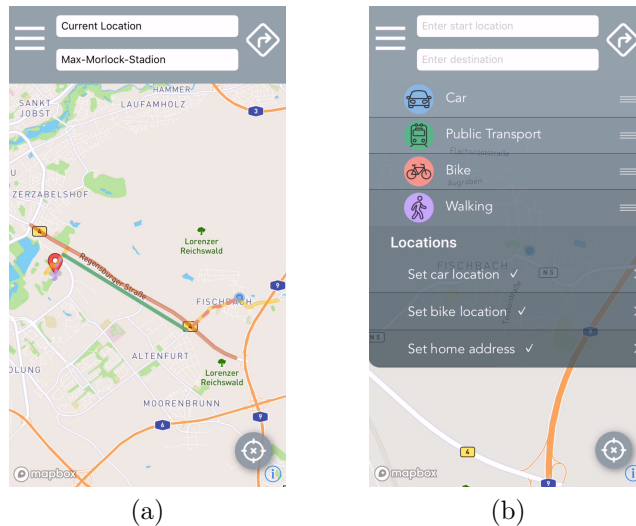 Current Location
Max-Morlock-Stadion
HAMMER
SANKT
JOBST
LAUFAMHOLZ
3
ZERZABELSHOF
4
Lorenzer
Reichswald
Regensburger Straße
9
FISCHBACH
4
ALTENFURT
Lorenzer
Reichswald
MOORENBRUNN
9
6
mapbox
(a)
Enter start location
Enter destination
Car
Public Transport
Bike
Walking
Locations
FISCHBACH
N5
Set car location ✓
Set bike location ✓
Set home address ✓
4
9
mapbox
(b)